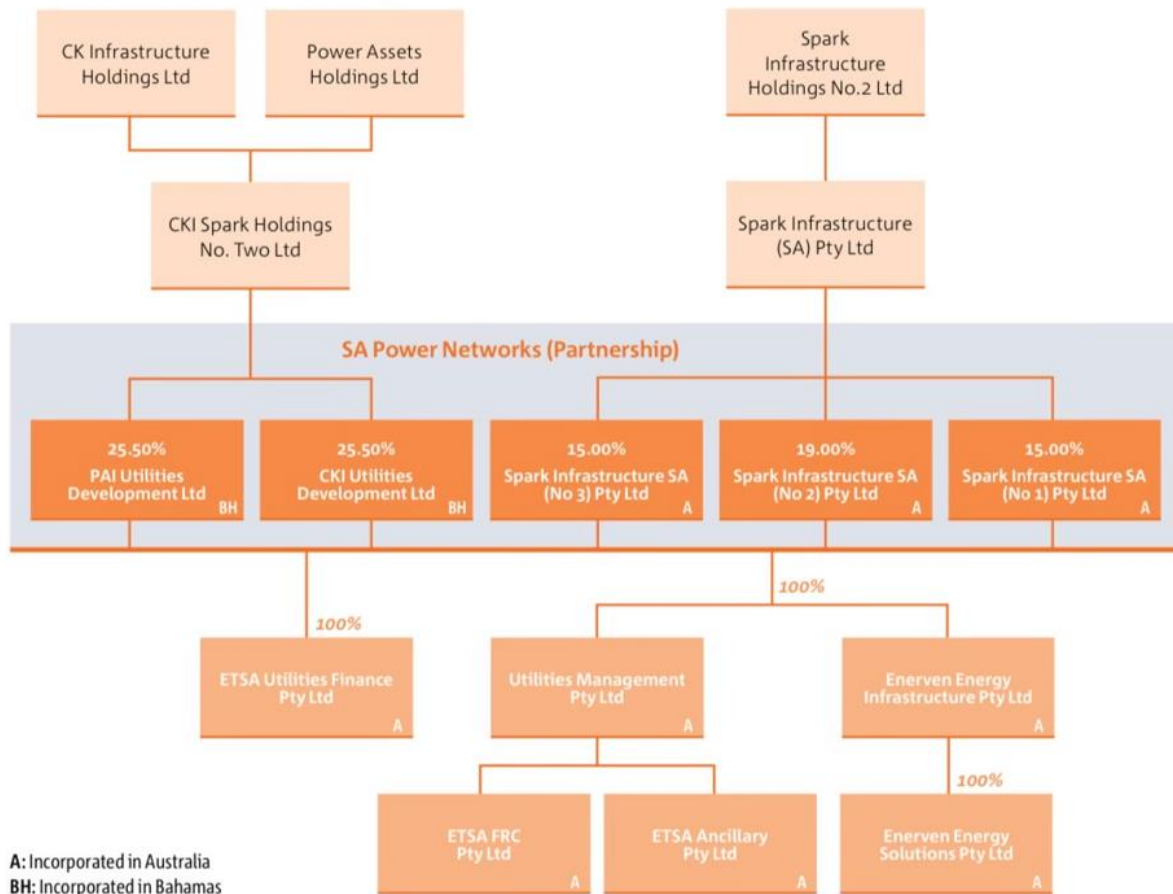 CK Infrastructure
Holdings Ltd
Power Assets
Holdings Ltd
Spark
Infrastructure
Holdings No.2 Ltd
CKI Spark Holdings
No. Two Ltd
Spark Infrastructure
(SA) Pty Ltd
SA Power Networks (Partnership)
25.50%
PAI Utilities
Development Ltd
BH
25.50%
CKI Utilities
Development Ltd
BH
15.00%
Spark Infrastructure SA
(No 3) Pty Ltd
A
19.00%
Spark Infrastructure SA
(No 2) Pty Ltd
A
15.00%
Spark Infrastructure SA
(No 1) Pty Ltd
A
100%
100%
ETSA Utilities Finance
Pty Ltd
A
Utilities Management
Pty Ltd
A
Enerven Energy
Infrastructure Pty Ltd
A
100%
ETSA FRC
Pty Ltd
A
ETSA Ancillary
Pty Ltd
A
Enerven Energy
Solutions Pty Ltd
A
A: Incorporated in Australia
BH: Incorporated in Bahamas